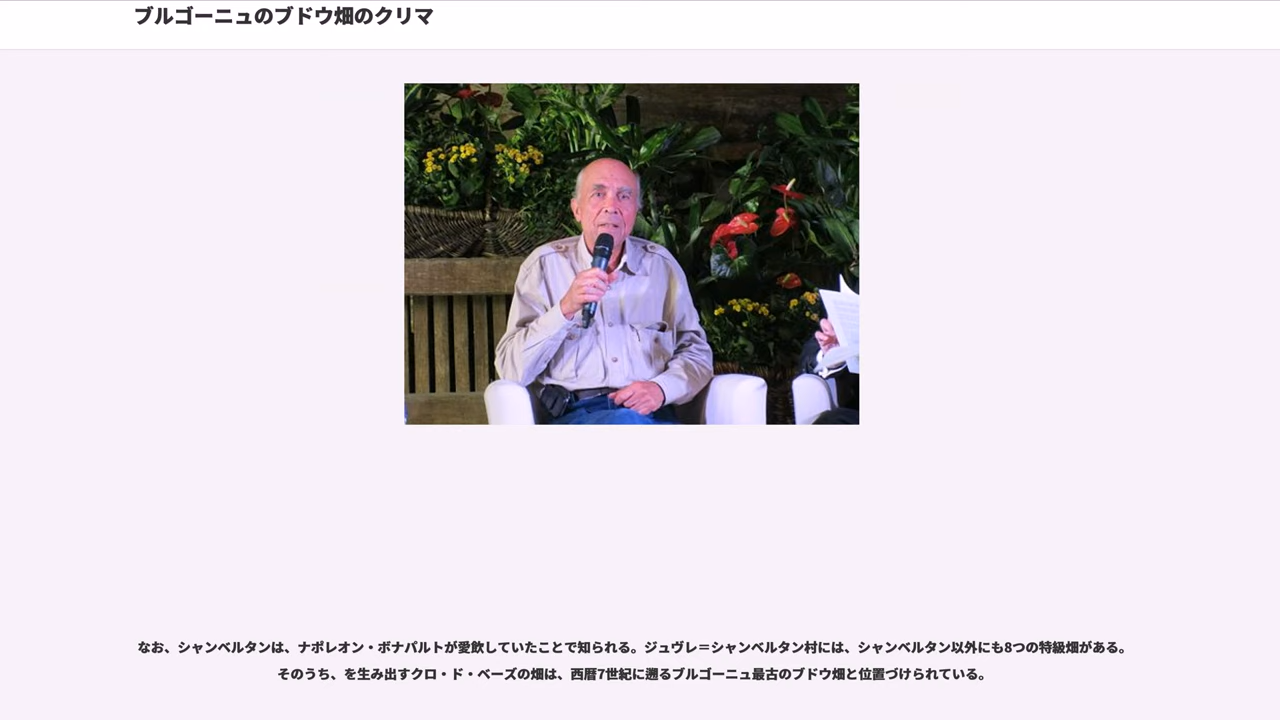 ブルゴーニュのブドウ畑のクリマ
なお、シャンベルタンは、ナポレオン・ボナパルトが愛飲していたことで知られる。ジュヴレ＝シャンベルタン村には、シャンベルタン以外にも8つの特級畑がある。
そのうち、を生み出すクロ・ド・ベーズの畑は、西暦7世紀に遡るブルゴーニュ最古のブドウ畑と位置づけられている。